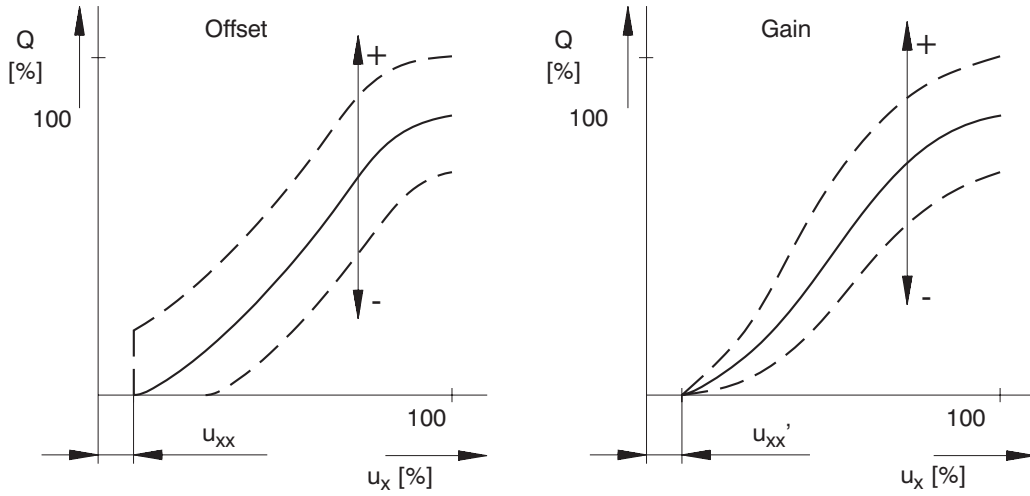 Q
[%]
Offset
+
100
-
100
uxx
ux [%]
Q
[%]
Gain
+
100
-
100
uxx’
ux [%]